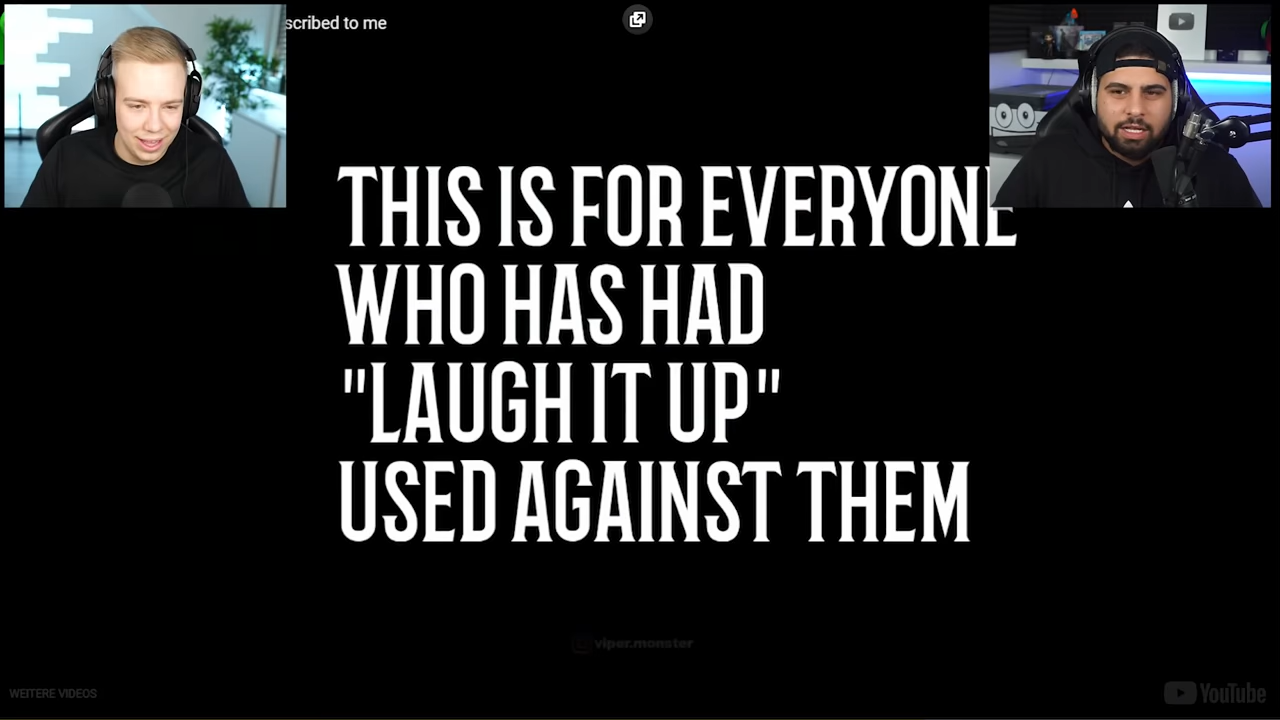 scribed to me
THIS IS FOR EVERYONE
WHO HAS HAD
"LAUGH IT UP"
USED AGAINST THEM
viper.monster
WEITERE VIDEOS
YouTube